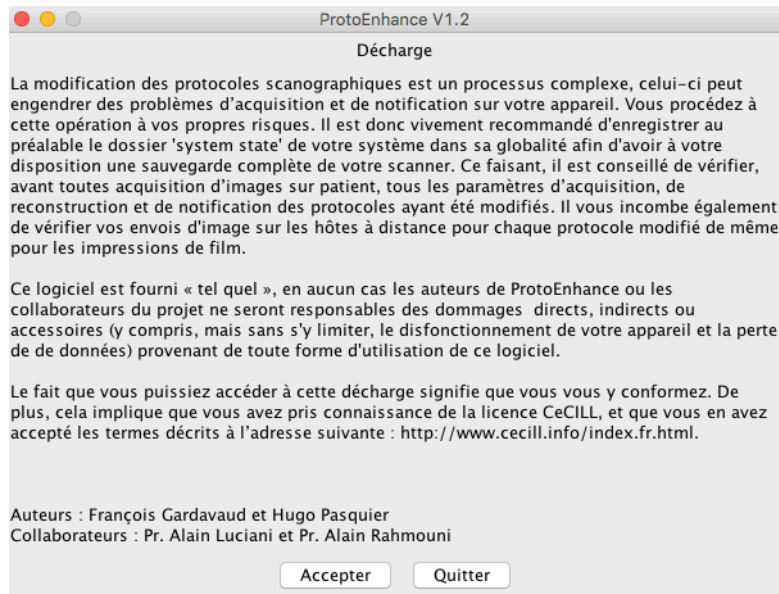 ProtoEnhance V1.2
Décharge
La modification des protocoles scanographiques est un processus complexe, celui-ci peut
engendrer des problèmes d'acquisition et de notification sur votre appareil. Vous procédez à
cette opération à vos propres risques. Il est donc vivement recommandé d'enregistrer au
préalable le dossier 'system state' de votre système dans sa globalité afin d'avoir à votre
disposition une sauvegarde complète de votre scanner. Ce faisant, il est conseillé de vérifier,
avant toutes acquisition d'images sur patient, tous les paramètres d'acquisition, de
reconstruction et de notification des protocoles ayant été modifiés. Il vous incombe également
de vérifier vos envois d'image sur les hôtes à distance pour chaque protocole modifié de même
pour les impressions de film.
Ce logiciel est fourni « tel quel », en aucun cas les auteurs de ProtoEnhance ou les
collaborateurs du projet ne seront responsables des dommages  directs, indirects ou
accessoires (y compris, mais sans s'y limiter, le disfonctionnement de votre appareil et la perte
de de données) provenant de toute forme d'utilisation de ce logiciel.
Le fait que vous puissiez accéder à cette décharge signifie que vous vous y conformez. De
plus, cela implique que vous avez pris connaissance de la licence CeCILL, et que vous en avez
accepté les termes décrits à l'adresse suivante : http://www.cecill.info/index.fr.html.
Auteurs : François Gardavaud et Hugo Pasquier
Collaborateurs : Pr. Alain Luciani et Pr. Alain Rahmouni
Accepter Quitter